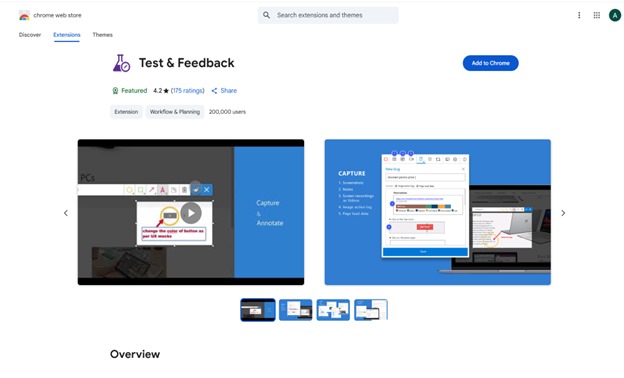 chrome web store
Search extensions and themes
A
Discover
Extensions
Themes
Test & Feedback
Add to Chrome
Featured
4.2 ★ (175 ratings)
Share
Extension
Workflow & Planning
200,000 users
PCs
A
change the color of button as
per UX mocks
Capture
&
Annotate
CAPTURE
1. Screenshots
2. Notes
3. Screen recordings
as Videos
4. Image action log
5. Page load data
New bug
Save
Overview